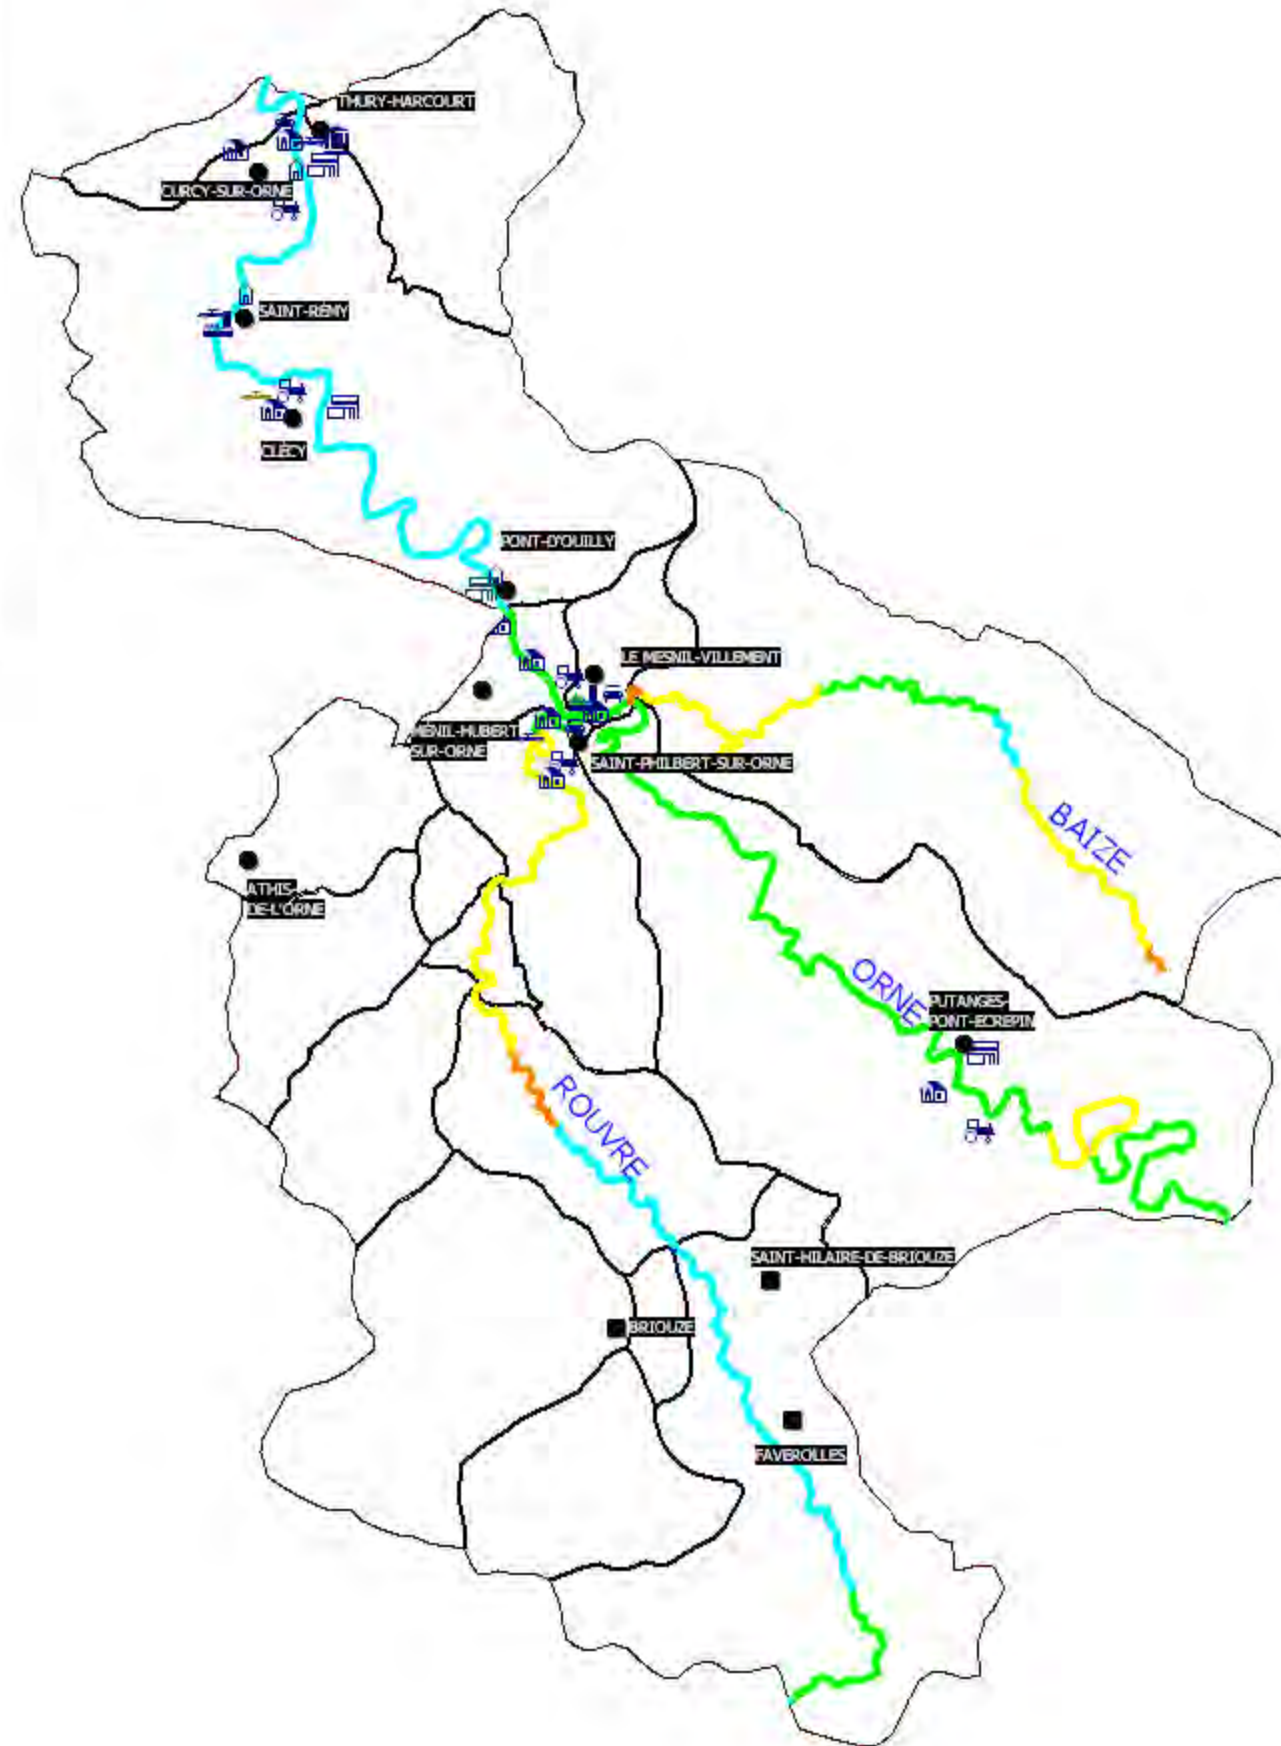 THURY-HARCOURT
CURCY-SUR-ORNE
SAINT-RÉMY
CLÉCY
PONT-D'OUILLY
LE MESNIL-VILLEMENT
MÉNIL-HUBERT
SUR-ORNE
SAINT-PHILBERT-SUR-ORNE
BAIZE
ATHIS-
DE-L'ORNE
ORNE
PUTANGES-
PONT-ECREPIN
ROUVRE
SAINT-HILAIRE-DE-BRIOUZE
BRIOUZE
FAVEROLLES